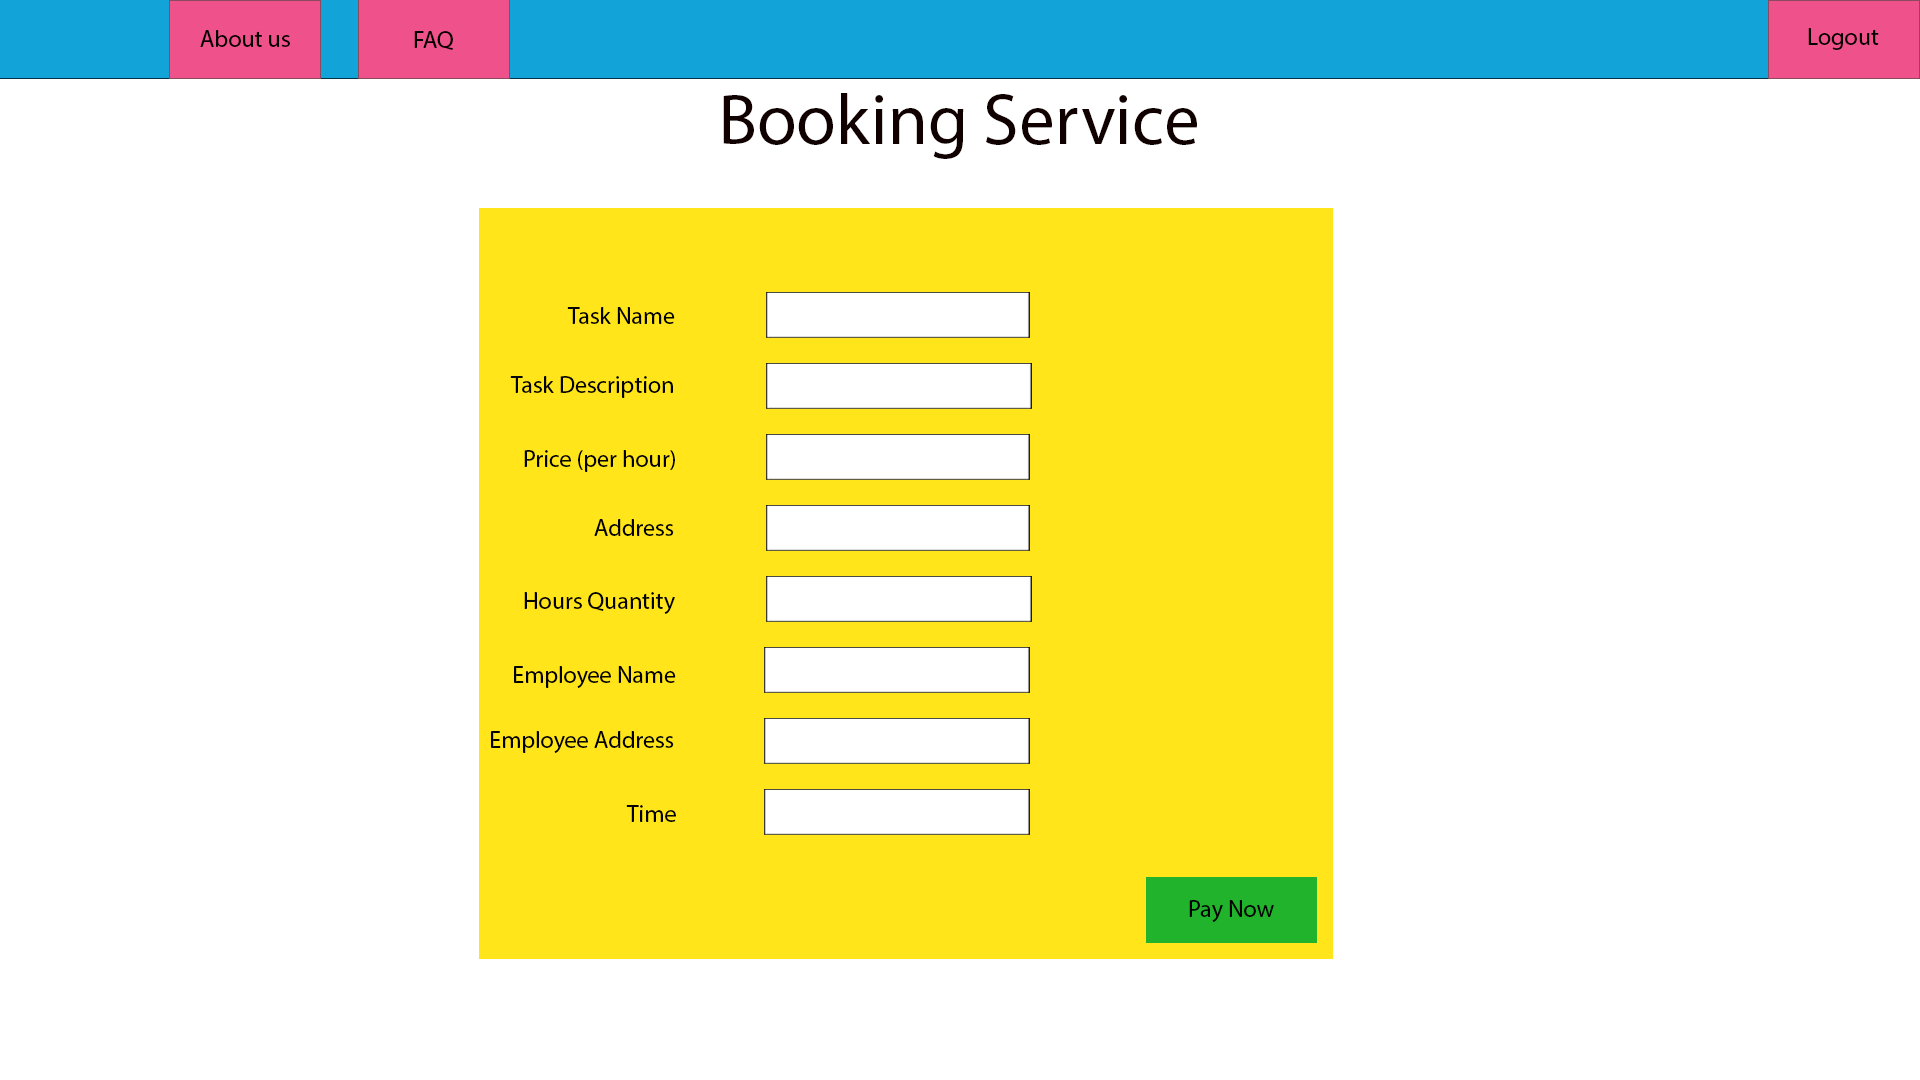 About us
FAQ
Logout
Booking Service
Task Name
Task Description
Price (per hour)
Address
Hours Quantity
Employee Name
Employee Address
Time
Pay Now